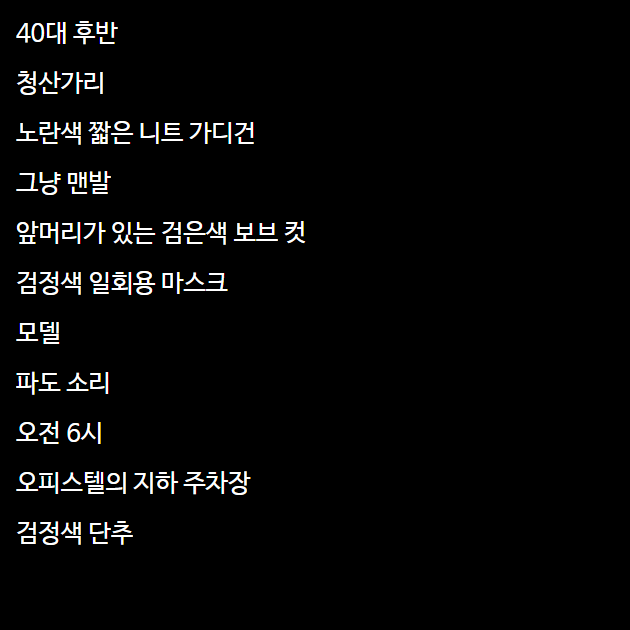 40대 후반
청산가리
노란색 짧은 니트 가디건
그냥 맨발
앞머리가 있는 검은색 보브 컷
검정색 일회용 마스크
모델
파도 소리
오전 6시
오피스텔의 지하 주차장
검정색 단추